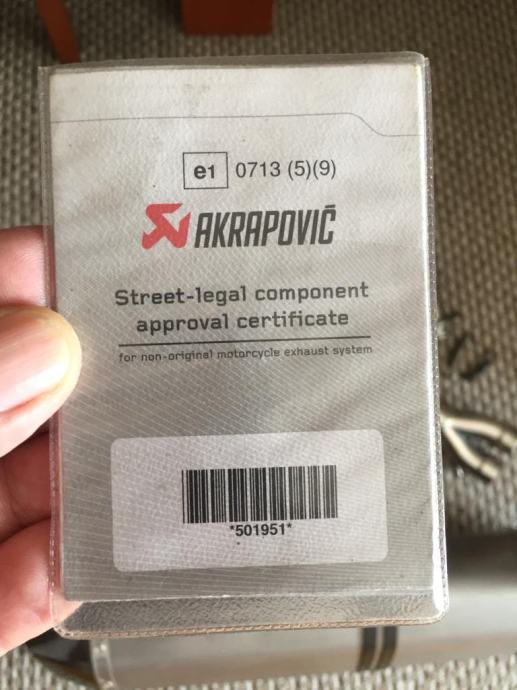 e1 0713 (5)(9)
AKRAPOVIČ
Street-legal component
approval certificate
for non-original motorcycle exhaust system
*501951*